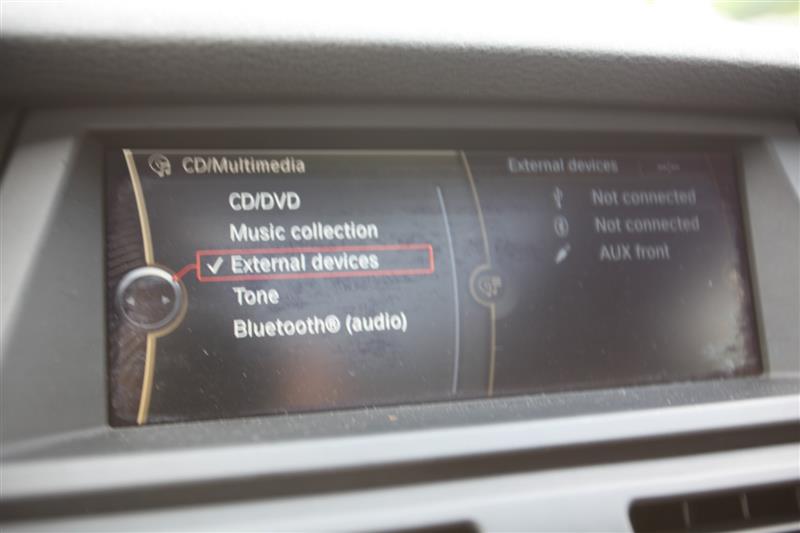 CD/Multimedia
CD/DVD
Music collection
External devices
Tone
Bluetooth® (audio)
External devices --:--
Not connected
Not connected
AUX front